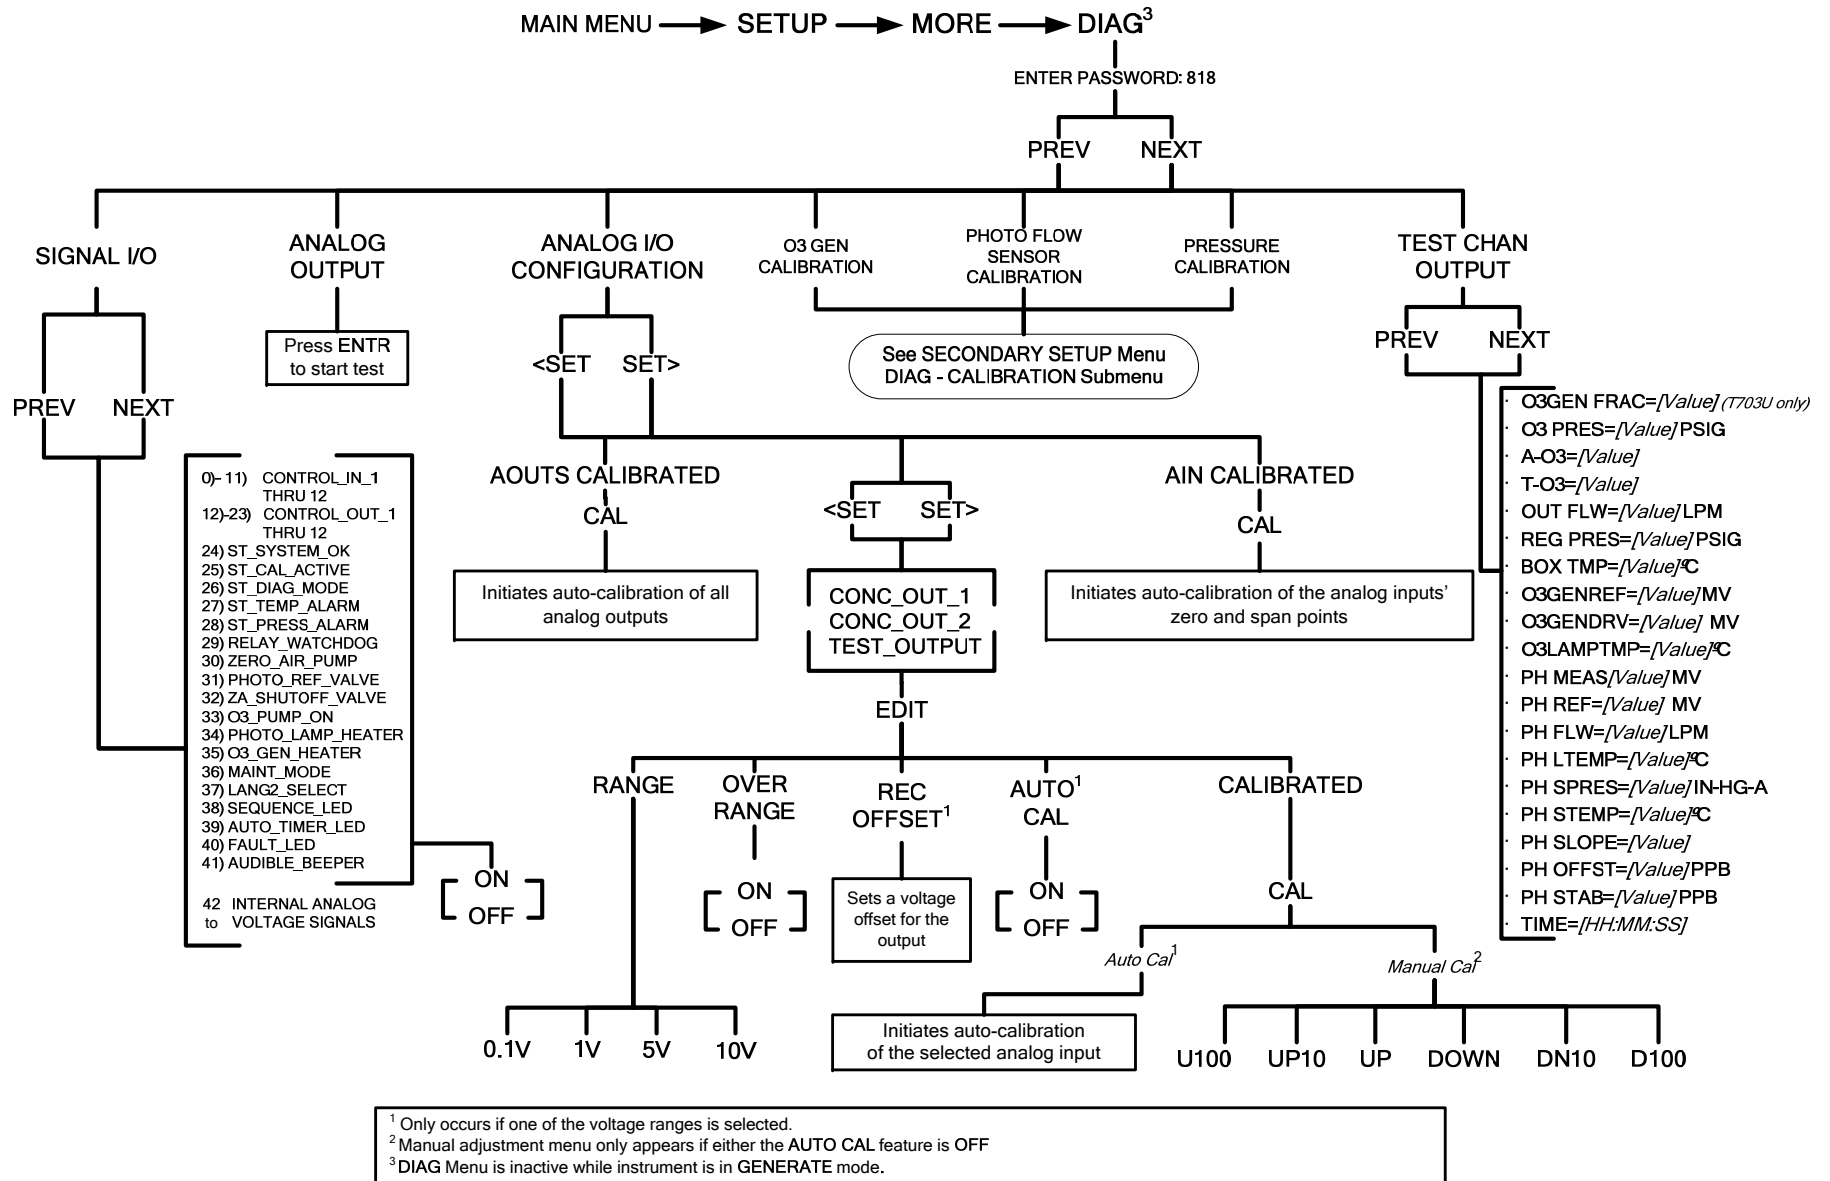 MAIN MENU SETUP MORE DIAG3
ENTER PASSWORD: 818
PREV NEXT
SIGNAL I/O
PREV NEXT
0)- 11) CONTROL_IN_1
THRU 12
12)-23) CONTROL_OUT_1
THRU 12
24) ST_SYSTEM_OK
25) ST_CAL_ACTIVE
26) ST_DIAG_MODE
27) ST_TEMP_ALARM
28) ST_PRESS_ALARM
29) RELAY_WATCHDOG
30) ZERO_AIR_PUMP
31) PHOTO_REF_VALVE
32) ZA_SHUTOFF_VALVE
33) O3_PUMP_ON
34) PHOTO_LAMP_HEATER
35) O3_GEN_HEATER
36) MAINT_MODE
37) LANG2_SELECT
38) SEQUENCE_LED
39) AUTO_TIMER_LED
40) FAULT_LED
41) AUDIBLE_BEEPER
42 INTERNAL ANALOG
to VOLTAGE SIGNALS
ON
OFF
ANALOG
OUTPUT
Press ENTR
to start test
ANALOG I/O
CONFIGURATION
<SET SET>
AOUTS CALIBRATED
CAL
Initiates auto-calibration of all
analog outputs
<SET SET>
CONC_OUT_1
CONC_OUT_2
TEST_OUTPUT
EDIT
RANGE
0.1V 1V 5V 10V
OVER
RANGE
ON
OFF
REC
OFFSET1
Sets a voltage
offset for the
output
AUTO1
CAL
ON
OFF
CALIBRATED
CAL
Auto Cal1
Initiates auto-calibration
of the selected analog input
Manual Cal2
U100 UP10 UP DOWN DN10 D100
AIN CALIBRATED
CAL
Initiates auto-calibration of the analog inputs’
zero and span points
O3 GEN
CALIBRATION
PHOTO FLOW
SENSOR
CALIBRATION
PRESSURE
CALIBRATION
See SECONDARY SETUP Menu
DIAG - CALIBRATION Submenu
TEST CHAN
OUTPUT
PREV NEXT
· O3GEN FRAC=[Value] (T703U only)
· O3 PRES=[Value] PSIG
· A-O3=[Value]
· T-O3=[Value]
· OUT FLW=[Value] LPM
· REG PRES=[Value] PSIG
· BOX TMP=[Value]ºC
· O3GENREF=[Value] MV
· O3GENDRV=[Value] MV
· O3LAMPTMP=[Value]ºC
· PH MEAS[Value] MV
· PH REF=[Value] MV
· PH FLW=[Value] LPM
· PH LTEMP=[Value]ºC
· PH SPRES=[Value] IN-HG-A
· PH STEMP=[Value]ºC
· PH SLOPE=[Value]
· PH OFFST=[Value] PPB
· PH STAB=[Value] PPB
· TIME=[HH:MM:SS]
1 Only occurs if one of the voltage ranges is selected.
2 Manual adjustment menu only appears if either the AUTO CAL feature is OFF
3 DIAG Menu is inactive while instrument is in GENERATE mode.